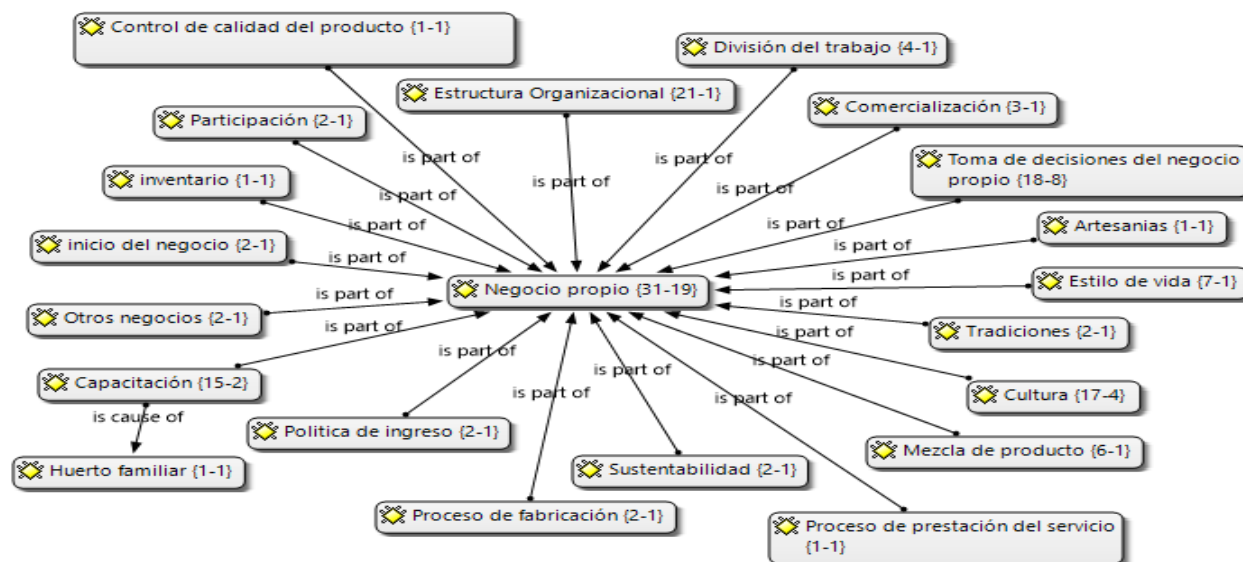 Control de calidad del producto {1-1}
División del trabajo {4-1}
Estructura Organizacional {21-1}
Comercialización {3-1}
Participación {2-1}
is part of
is part of
is part of
Toma de decisiones del negocio
propio {18-8}
inventario {1-1}
is part of
is part of
is part of
Artesanias {1-1}
inicio del negocio {2-1}
is part of
is part of
is part of
Estilo de vida {7-1}
Negocio propio {31-19}
is part of
is part of
Otros negocios {2-1}
is part of
is part of
Tradiciones {2-1}
is part of
is part of
is part of
Capacitación {15-2}
is part of
is part of
Cultura {17-4}
is cause of
Politica de ingreso {2-1}
Mezcla de producto {6-1}
Huerto familiar {1-1}
Sustentabilidad {2-1}
Proceso de fabricación {2-1}
Proceso de prestación del servicio
{1-1}